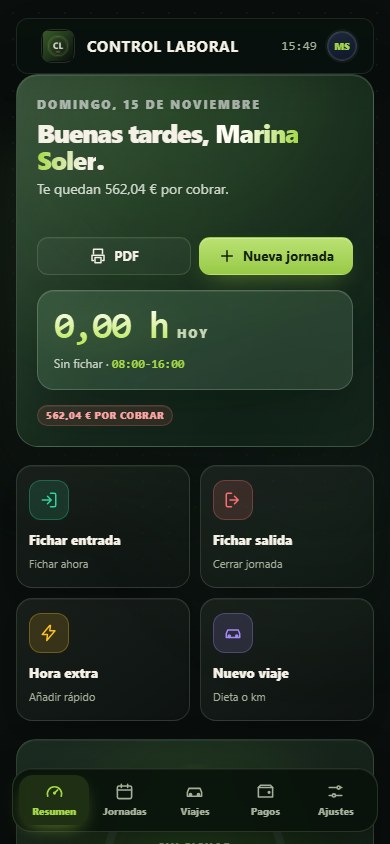 CL CONTROL LABORAL 15:49 MS
DOMINGO, 15 DE NOVIEMBRE
Buenas tardes, Marina
Soler.
Te quedan 562,04 € por cobrar.
PDF
Nueva jornada
0,00 h HOY
Sin fichar · 08:00-16:00
562,04 € POR COBRAR
Fichar entrada
Fichar ahora
Fichar salida
Cerrar jornada
Hora extra
Añadir rápido
Nuevo viaje
Dieta o km
Resumen
Jornadas
Viajes
Pagos
Ajustes